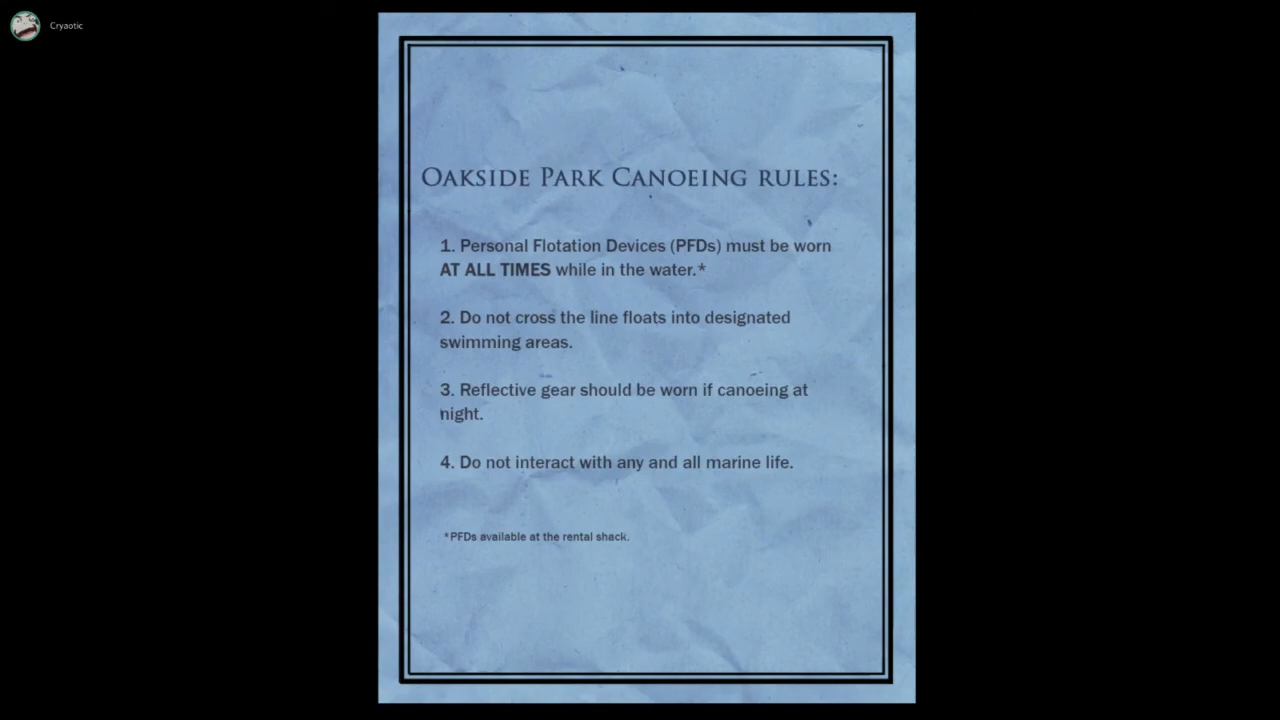 Cryaotic
Oakside Park Canoeing rules:
1. Personal Flotation Devices (PFDs) must be worn
AT ALL TIMES while in the water.*
2. Do not cross the line floats into designated
swimming areas.
3. Reflective gear should be worn if canoeing at
night.
4. Do not interact with any and all marine life.
*PFDs available at the rental shack.